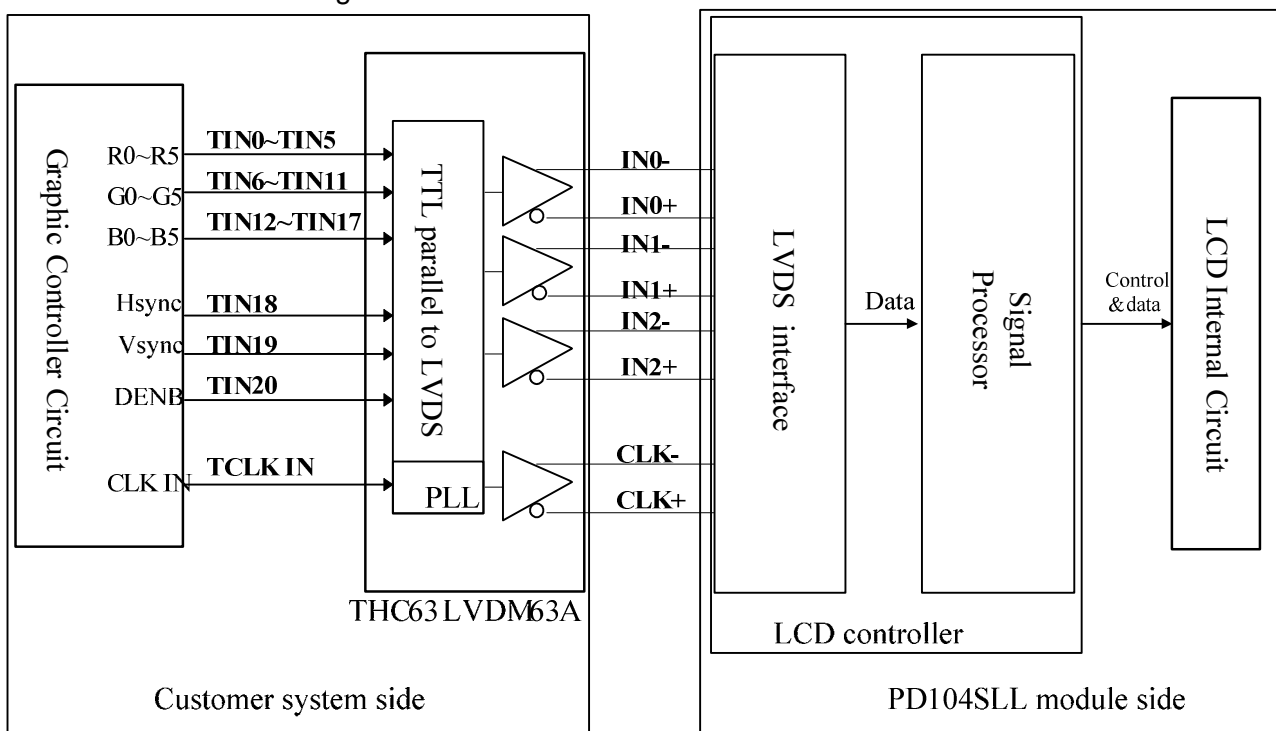 Graphic Controller Circuit
R0~R5
G0~G5
B0~B5
Hsync
Vsync
DENB
CLK IN
TIN0~TIN5
TIN6~TIN11
TIN12~TIN17
TIN18
TIN19
TIN20
TCLK IN
TTL parallel to LVDS
PLL
THC63LVDM63A
IN0-
IN0+
IN1-
IN1+
IN2-
IN2+
CLK-
CLK+
LVDS interface
Data
Signal
Processor
LCD controller
Control
&data
LCD Internal Circuit
Customer system side
PD104SLL module side